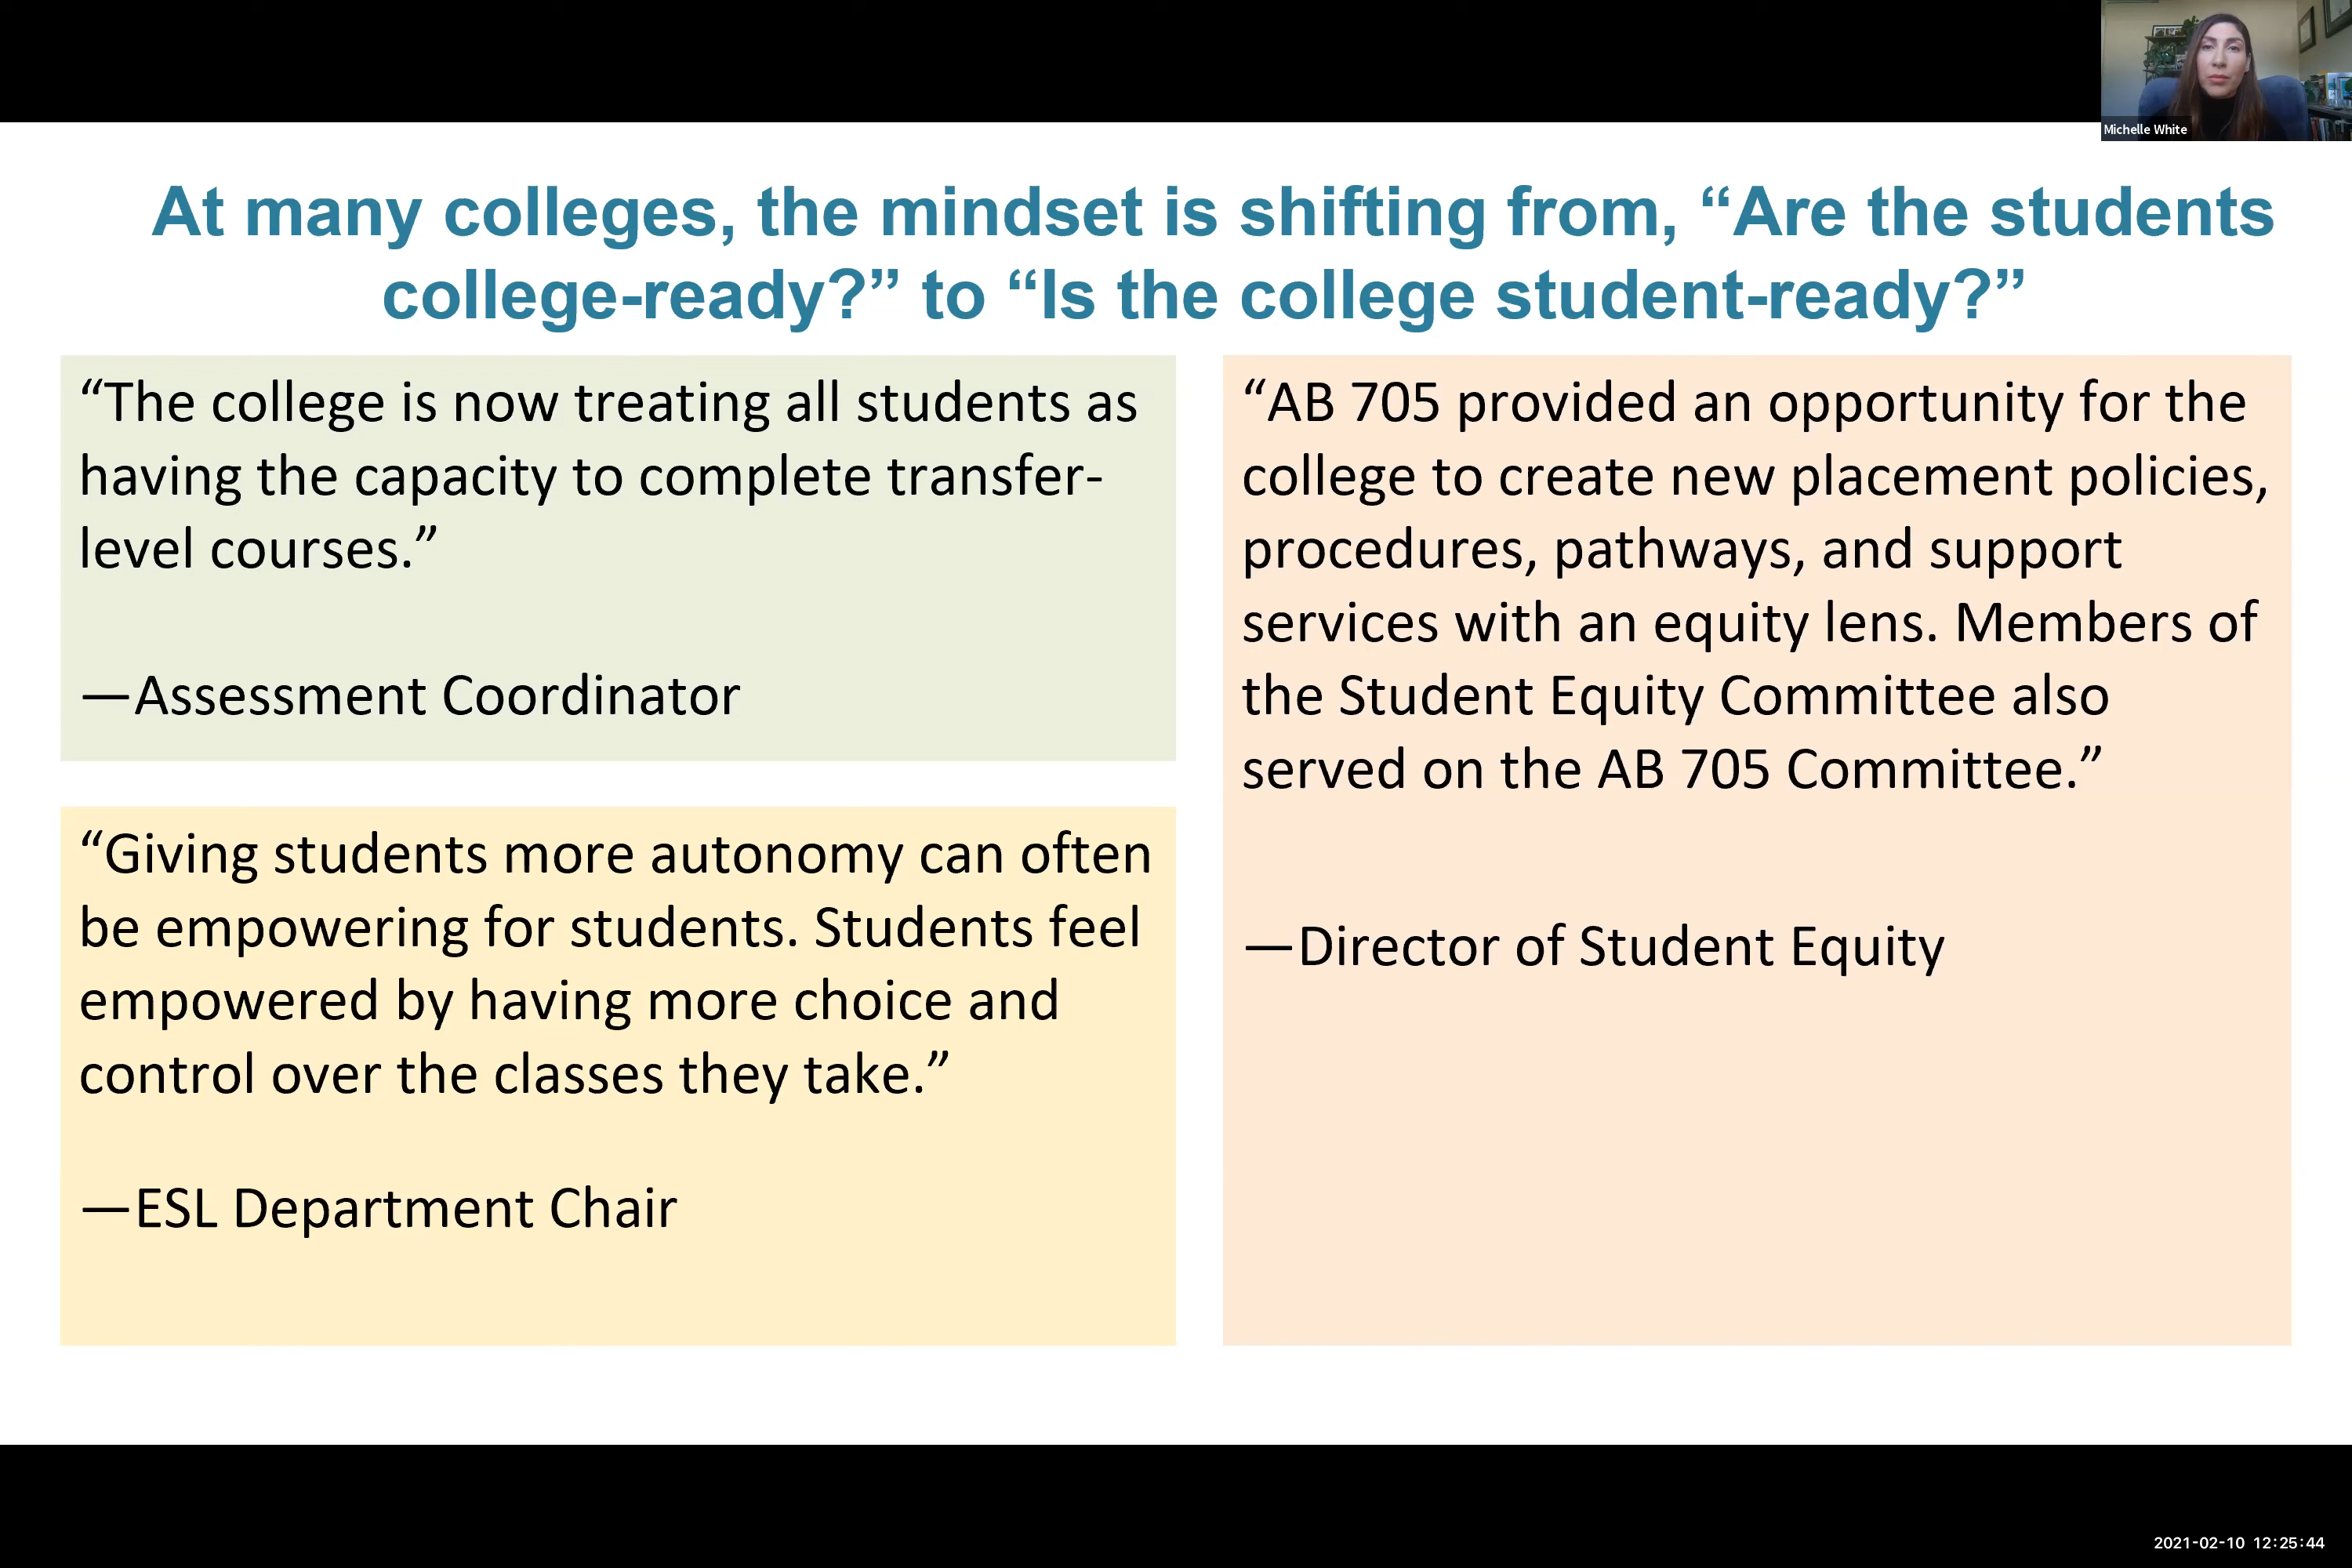 Michelle White
At many colleges, the mindset is shifting from, “Are the students
college-ready?” to “Is the college student-ready?”
“The college is now treating all students as
having the capacity to complete transfer-
level courses.”
—Assessment Coordinator
“Giving students more autonomy can often
be empowering for students. Students feel
empowered by having more choice and
control over the classes they take.”
—ESL Department Chair
“AB 705 provided an opportunity for the
college to create new placement policies,
procedures, pathways, and support
services with an equity lens. Members of
the Student Equity Committee also
served on the AB 705 Committee.”
—Director of Student Equity
2021-02-10 12:25:44